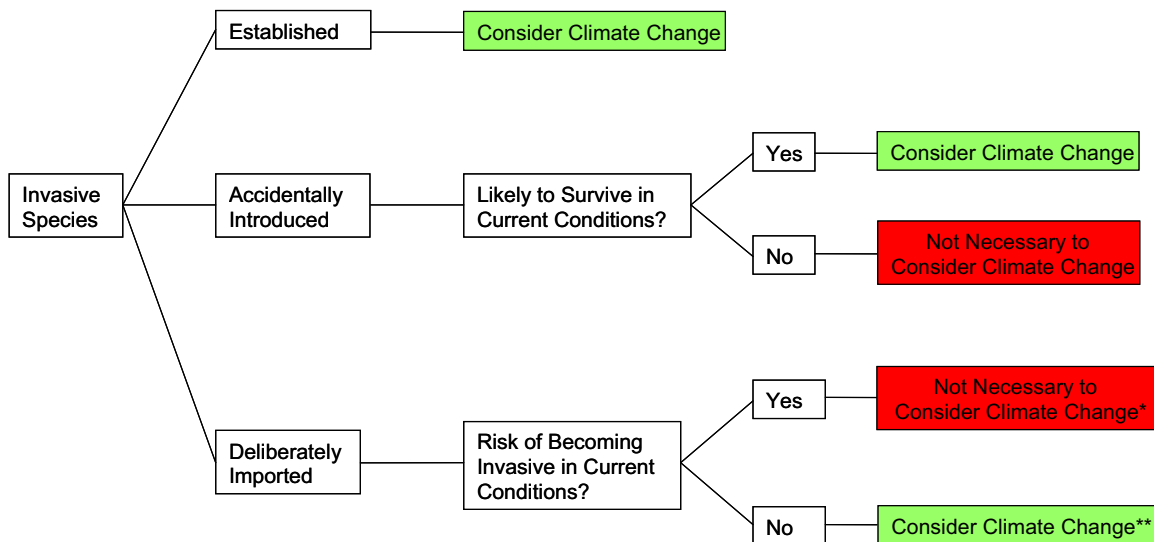 Established
Consider Climate Change
Invasive
Species
Accidentally
Introduced
Likely to Survive in
Current Conditions?
Yes
Consider Climate Change
No
Not Necessary to
Consider Climate Change
Deliberately
Imported
Risk of Becoming
Invasive in Current
Conditions?
Yes
Not Necessary to
Consider Climate Change*
No
Consider Climate Change**